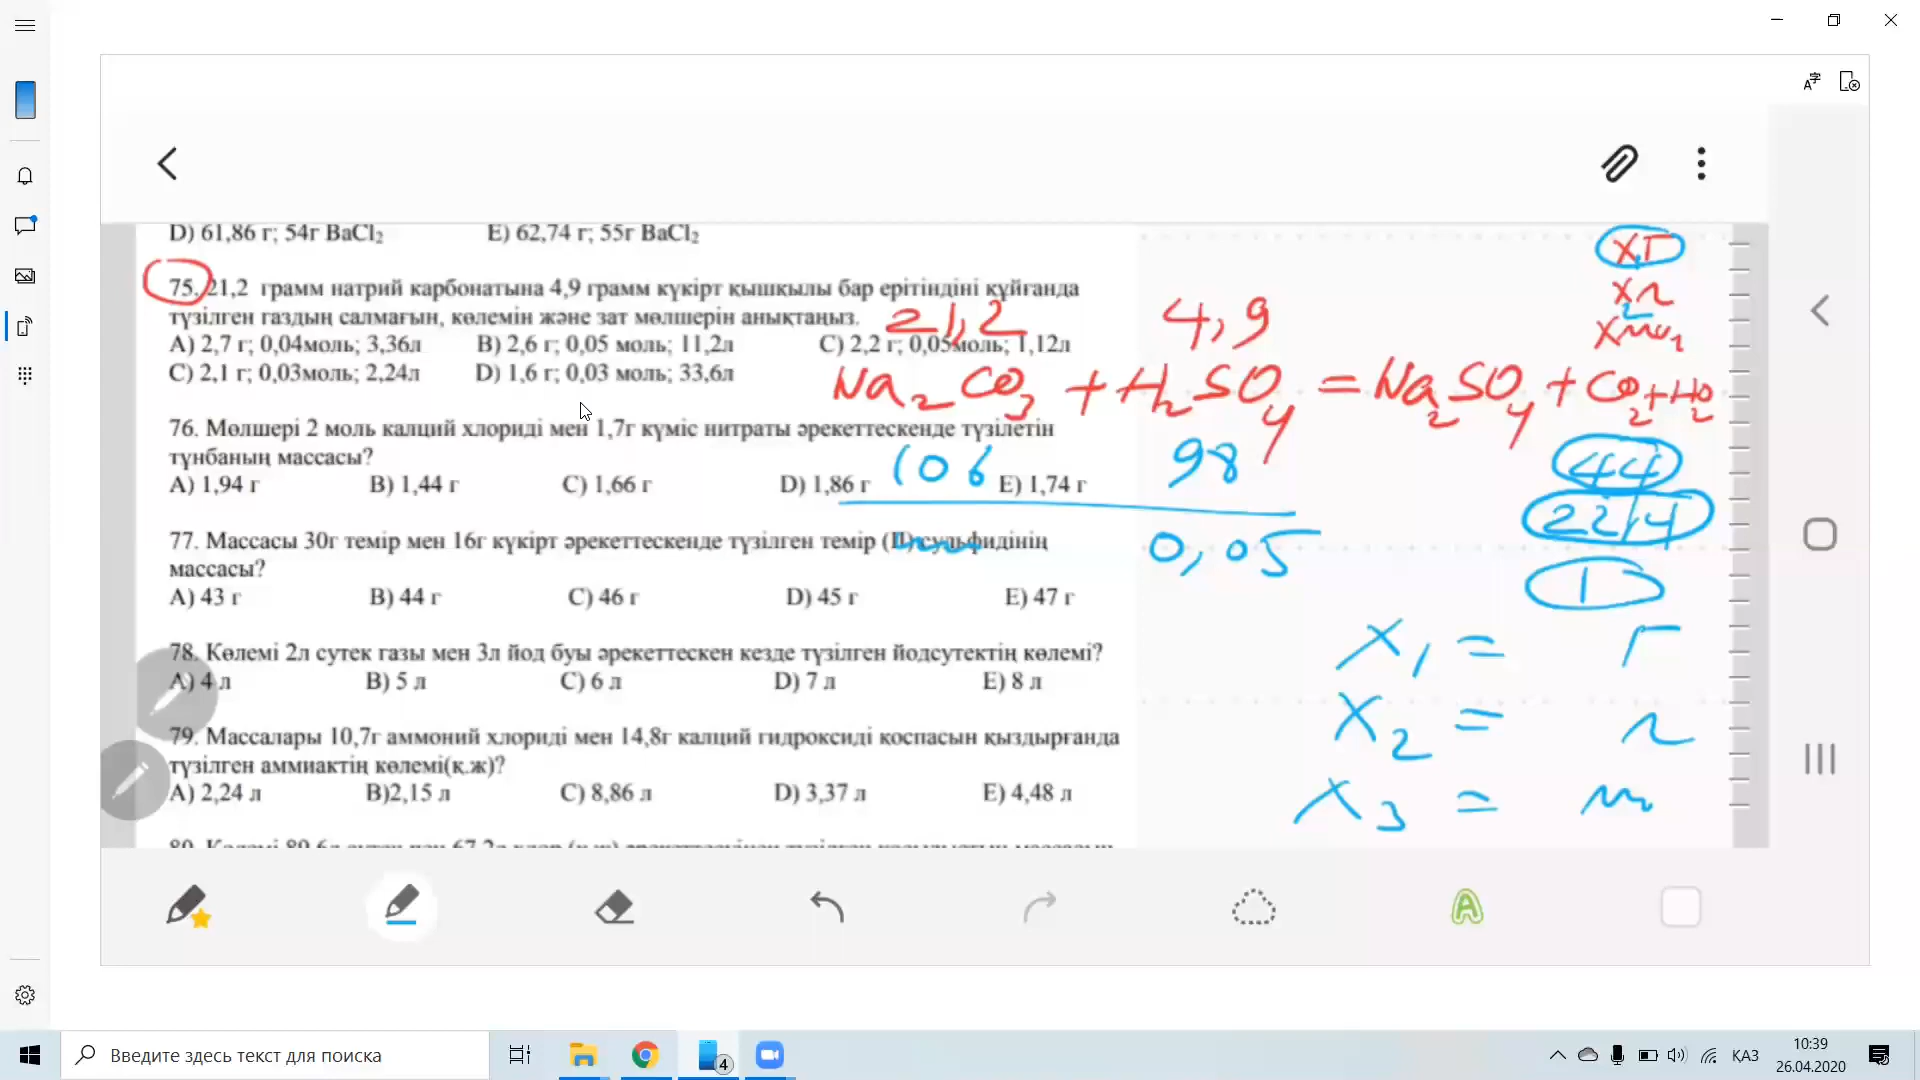 D) 61,86 г; 54г BaCl₂ E) 62,74 г; 55г BaCl₂
75. 21,2 грамм натрий карбонатына 4,9 грамм күкірт қышқылы бар ерітіндіні құйғанда
түзілген газдың салмағын, көлемін және зат мөлшерін анықтаңыз.
A) 2,7 г; 0,04моль; 3,36л B) 2,6 г; 0,05 моль; 11,2л C) 2,2 г; 0,05моль; 1,12л
C) 2,1 г; 0,03моль; 2,24л D) 1,6 г; 0,03 моль; 33,6л
76. Мөлшері 2 моль калций хлориді мен 1,7г күміс нитраты әрекеттескенде түзілетін
тұнбаның массасы?
A) 1,94 г B) 1,44 г C) 1,66 г D) 1,86 г E) 1,74 г
77. Массасы 30г темір мен 16г күкірт әрекеттескенде түзілген темір (II) сульфидінің
массасы?
A) 43 г B) 44 г C) 46 г D) 45 г E) 47 г
78. Көлемі 2л сутек газы мен 3л йод буы әрекеттескен кезде түзілген йодсутектің көлемі?
A) 4 л B) 5 л C) 6 л D) 7 л E) 8 л
79. Массалары 10,7г аммоний хлориді мен 14,8г калций гидроксиді қоспасын қыздырғанда
түзілген аммиактің көлемі(қ.ж)?
A) 2,24 л B)2,15 л C) 8,86 л D) 3,37 л E) 4,48 л
xг
xл
2
21,2 4,9
Na₂CO₃ + H₂SO₄ = Na₂SO₄ + CO₂ + H₂O
106 98 44
22,4
0,05
1
x₁ = г
x₂ = л
x₃ = м
A
Введите здесь текст для поиска
4
ҚАЗ
10:39
26.04.2020